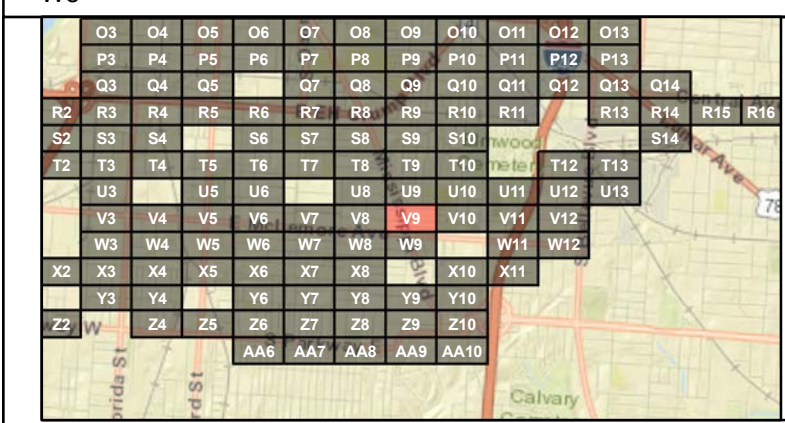 O3 O4 O5 O6 O7 O8 O9 O10 O11 O12 O13
P3 P4 P5 P6 P7 P8 P9 P10 P11 P12 P13
Q3 Q4 Q5 Q7 Q8 Q9 Q10 Q11 Q12 Q13 Q14
R2 R3 R4 R5 R6 R7 R8 R9 R10 R11 R13 R14 R15 R16
S2 S3 S4 S6 S7 S8 S9 S10 S14
T2 T3 T4 T5 T6 T7 T8 T9 T10 T12 T13
U3 U5 U6 U8 U9 U10 U11 U12 U13
78
V3 V4 V5 V6 V7 V8 V9 V10 V11 V12
W3 W4 W5 W6 W7 W8 W9 W11 W12
X2 X3 X4 X5 X6 X7 X8 X10 X11
Y3 Y4 Y6 Y7 Y8 Y9 Y10
Z2 Z4 Z5 Z6 Z7 Z8 Z9 Z10
AA6 AA7 AA8 AA9 AA10
Calvary